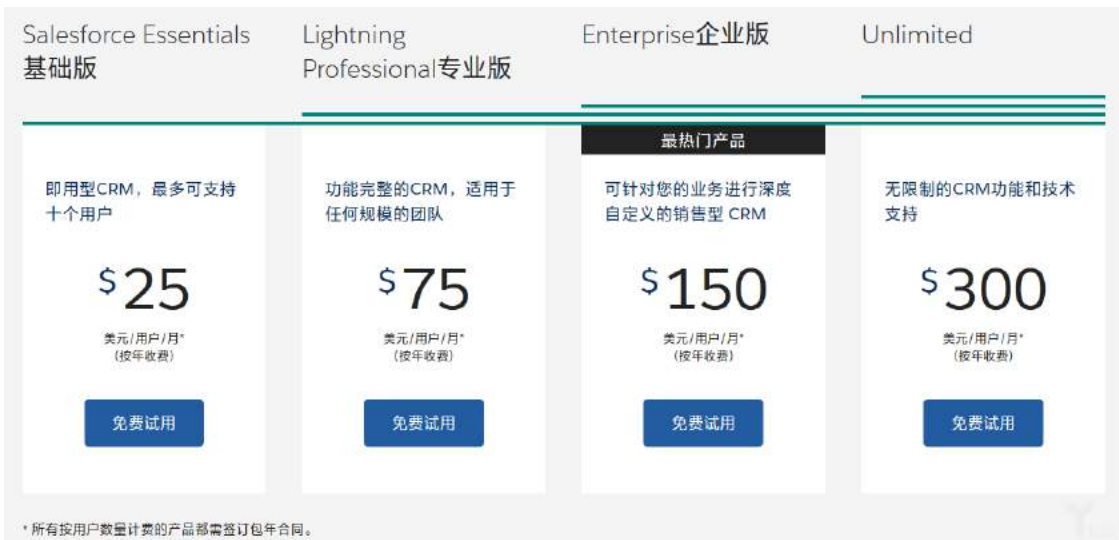 Salesforce Essentials
基础版
即用型CRM，最多可支持
十个用户
$25
美元/用户/月*
(按年收费)
免费试用
Lightning
Professional专业版
功能完整的CRM，适用于
任何规模的团队
$75
美元/用户/月*
(按年收费)
免费试用
Enterprise企业版
最热门产品
可针对您的业务进行深度
自定义的销售型 CRM
$150
美元/用户/月*
(按年收费)
免费试用
Unlimited
无限制的CRM功能和技术
支持
$300
美元/用户/月*
(按年收费)
免费试用
* 所有按用户数量计费的产品都需签订包年合同。